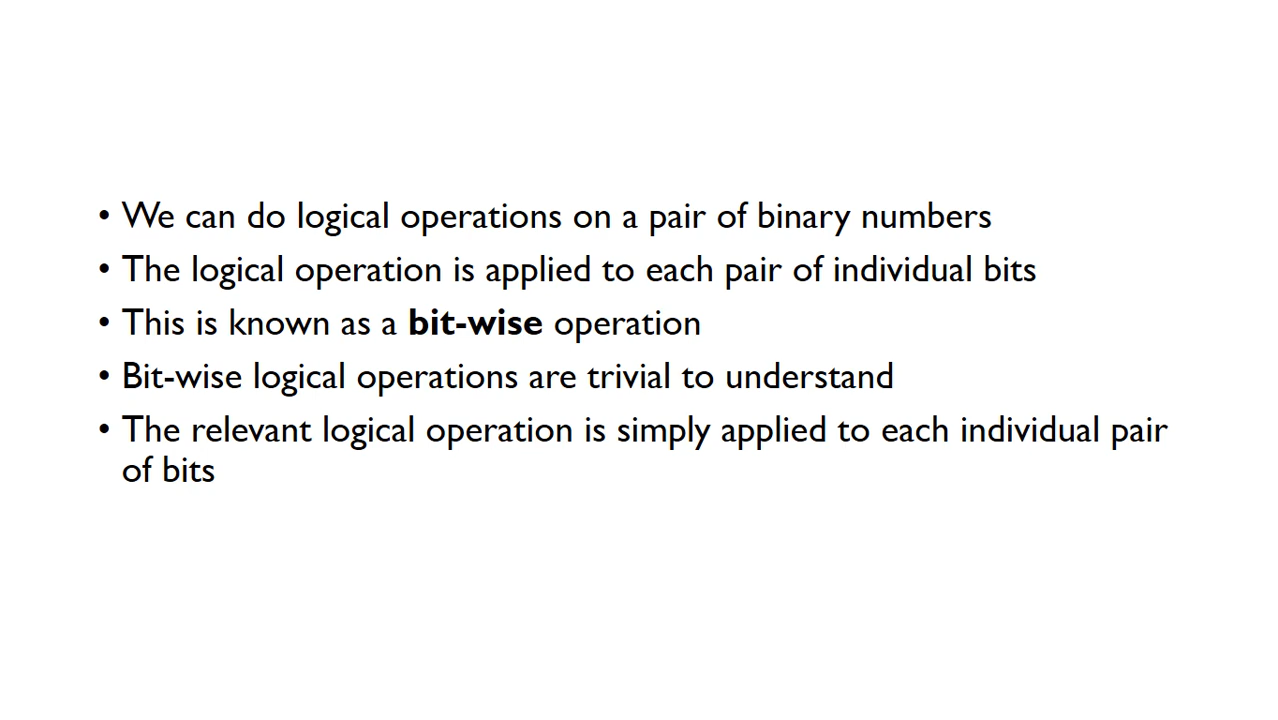 • We can do logical operations on a pair of binary numbers
• The logical operation is applied to each pair of individual bits
• This is known as a bit-wise operation
• Bit-wise logical operations are trivial to understand
• The relevant logical operation is simply applied to each individual pair
of bits